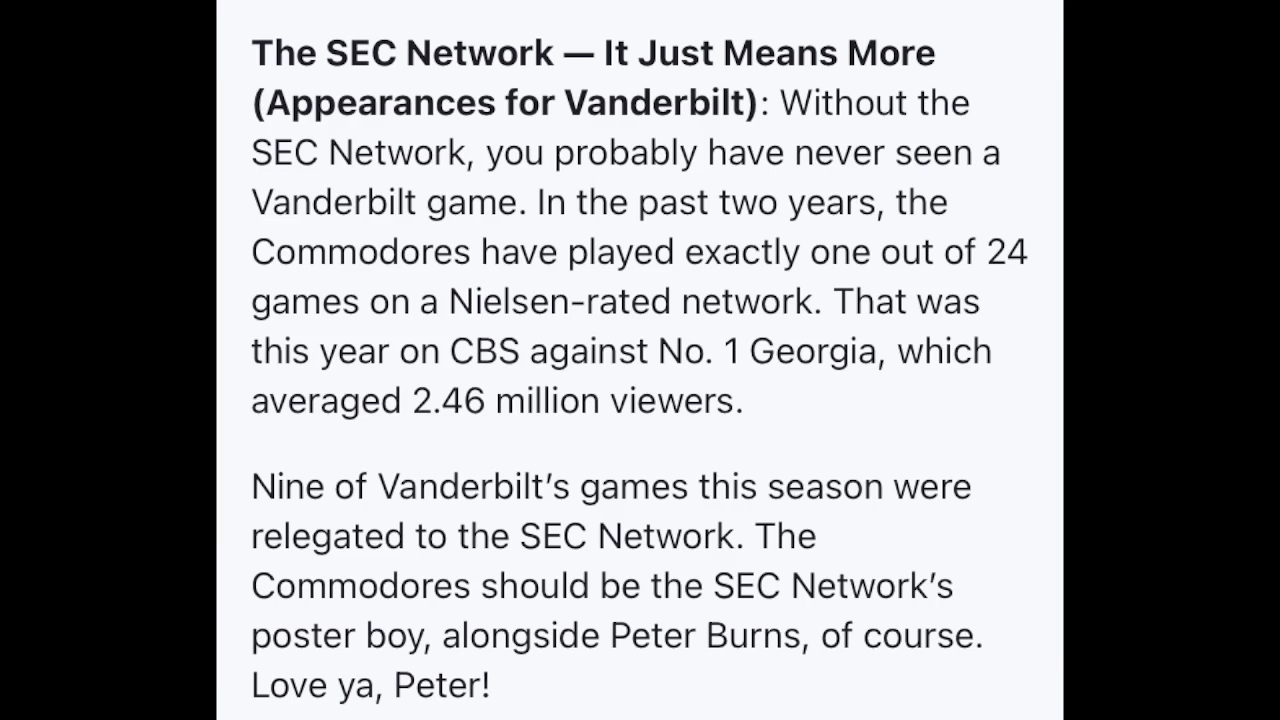 The SEC Network — It Just Means More
(Appearances for Vanderbilt): Without the
SEC Network, you probably have never seen a
Vanderbilt game. In the past two years, the
Commodores have played exactly one out of 24
games on a Nielsen-rated network. That was
this year on CBS against No. 1 Georgia, which
averaged 2.46 million viewers.
Nine of Vanderbilt’s games this season were
relegated to the SEC Network. The
Commodores should be the SEC Network’s
poster boy, alongside Peter Burns, of course.
Love ya, Peter!